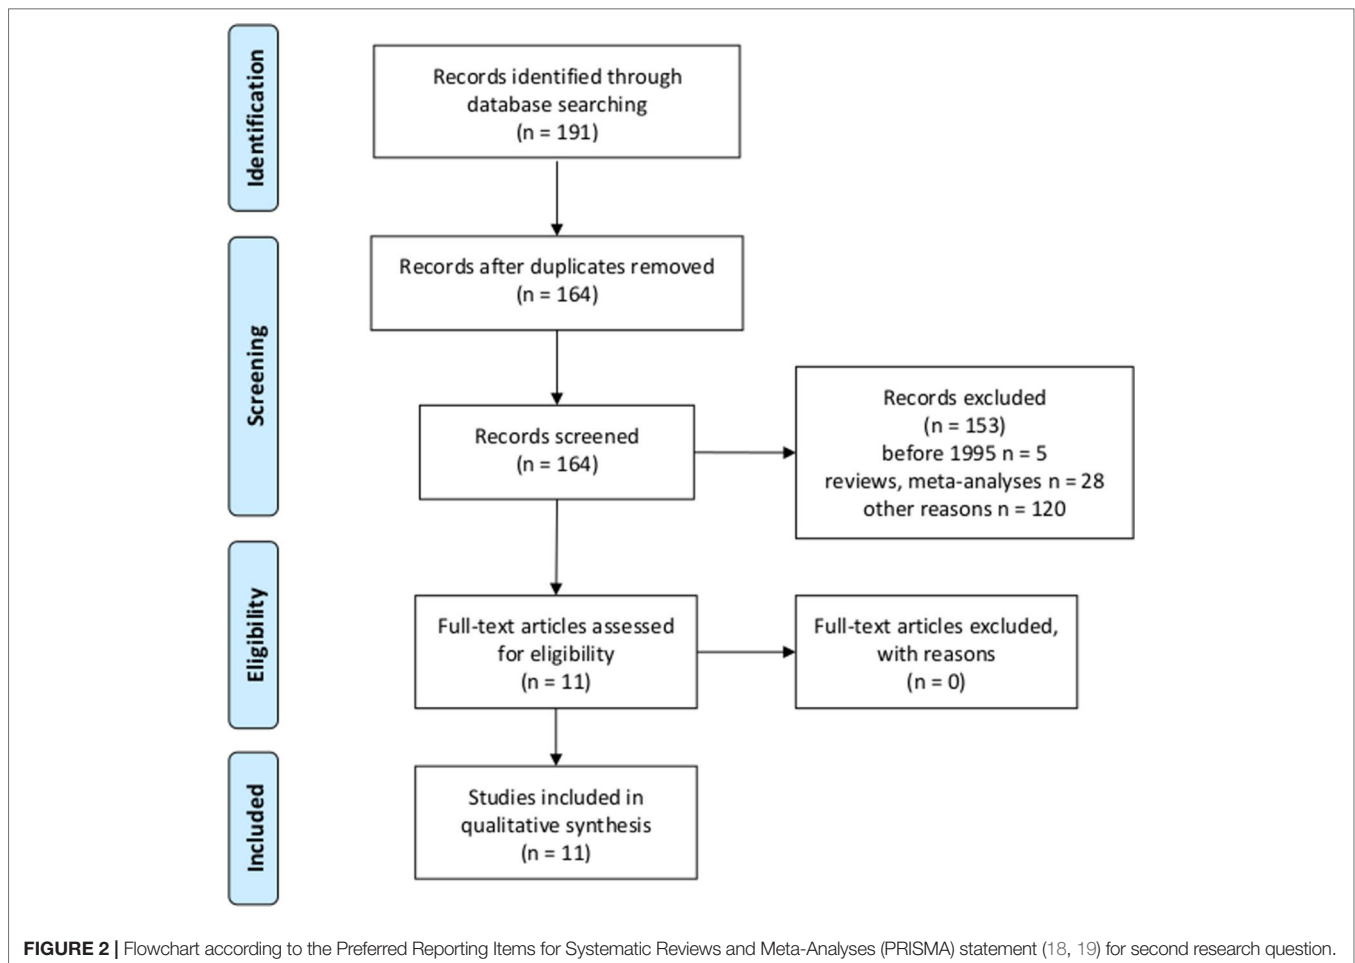 Identification
Records identified through
database searching
(n = 191)
Screening
Records after duplicates removed
(n = 164)
Records screened
(n = 164)
Records excluded
(n = 153)
before 1995 n = 5
reviews, meta-analyses n = 28
other reasons n = 120
Eligibility
Full-text articles assessed
for eligibility
(n = 11)
Full-text articles excluded,
with reasons
(n = 0)
Included
Studies included in
qualitative synthesis
(n = 11)
FIGURE 2 | Flowchart according to the Preferred Reporting Items for Systematic Reviews and Meta-Analyses (PRISMA) statement (18, 19) for second research question.